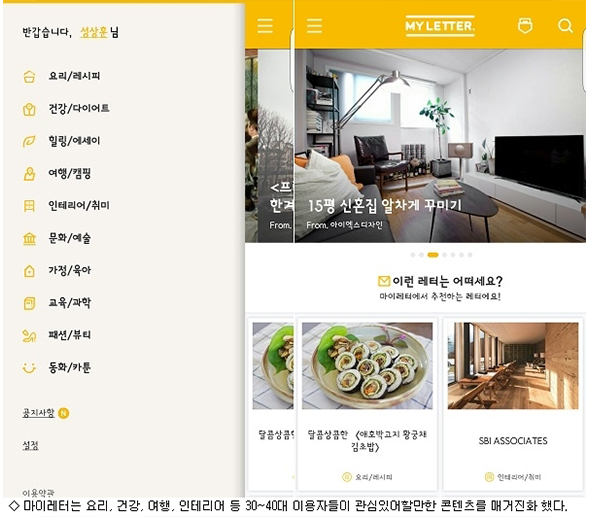 반갑습니다, 성상훈 님
요리/레시피
건강/다이어트
힐링/에세이
여행/캠핑
인테리어/취미
문화/예술
가정/육아
교육/과학
패션/뷰티
동화/카툰
공지사항 N
설정
이용약관
<프
한겨
From.
달콤상큼한
MY LETTER.
15평 신혼집 알차게 꾸미기
From. 아이엑스디자인
이런 레터는 어떠세요?
마이레터에서 추천하는 레터에요!
달콤상큼한 <애호박고지 황궁채
김초밥>
요리/레시피
SBI ASSOCIATES
인테리어/취미
◇ 마이레터는 요리, 건강, 여행, 인테리어 등 30~40대 이용자들이 관심있어할만한 콘텐츠를 매거진화 했다.